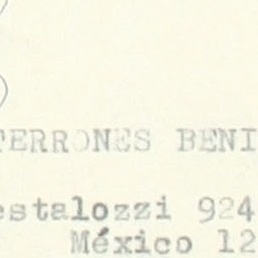 TERRONES BENI
estalozzi 924
México 12